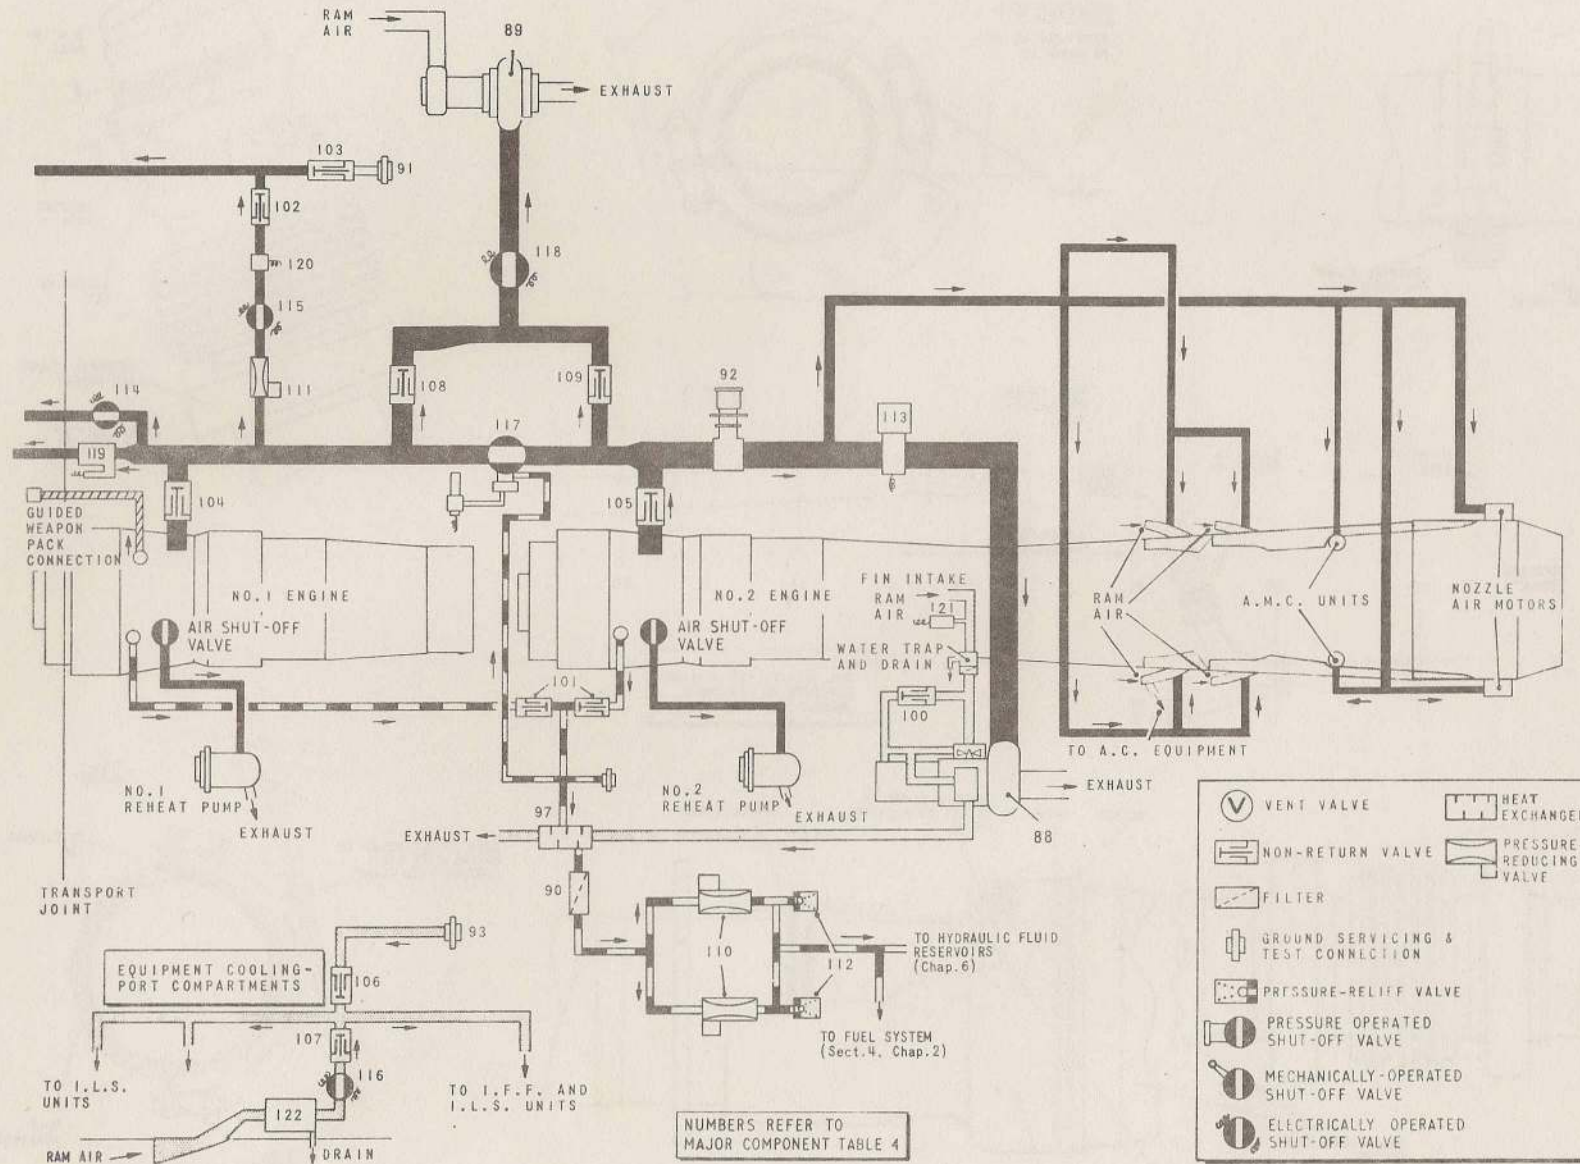 RAM
AIR
89
EXHAUST
103
91
102
120
118
115
114
111
108
109
92
113
117
119
104
105
GUIDED
WEAPON
PACK
CONNECTION
NO.1 ENGINE
AIR SHUT-OFF
VALVE
NO.2 ENGINE
AIR SHUT-OFF
VALVE
FIN INTAKE
RAM
AIR
121
WATER TRAP
AND DRAIN
RAM
AIR
A.M.C. UNITS
NOZZLE
AIR MOTORS
101
100
TO A.C. EQUIPMENT
NO.1
REHEAT PUMP
EXHAUST
NO.2
REHEAT PUMP
EXHAUST
97
EXHAUST
EXHAUST
88
90
TRANSPORT
JOINT
93
EQUIPMENT COOLING-
PORT COMPARTMENTS
106
107
116
TO I.L.S.
UNITS
TO I.F.F. AND
I.L.S. UNITS
122
RAM AIR
DRAIN
110
112
TO HYDRAULIC FLUID
RESERVOIRS
(Chap.6)
TO FUEL SYSTEM
(Sect.4, Chap.2)
NUMBERS REFER TO
MAJOR COMPONENT TABLE 4
V VENT VALVE
HEAT
EXCHANGER
NON-RETURN VALVE
PRESSURE
REDUCING
VALVE
FILTER
GROUND SERVICING &
TEST CONNECTION
PRESSURE-RELIEF VALVE
PRESSURE OPERATED
SHUT-OFF VALVE
MECHANICALLY-OPERATED
SHUT-OFF VALVE
ELECTRICALLY OPERATED
SHUT-OFF VALVE